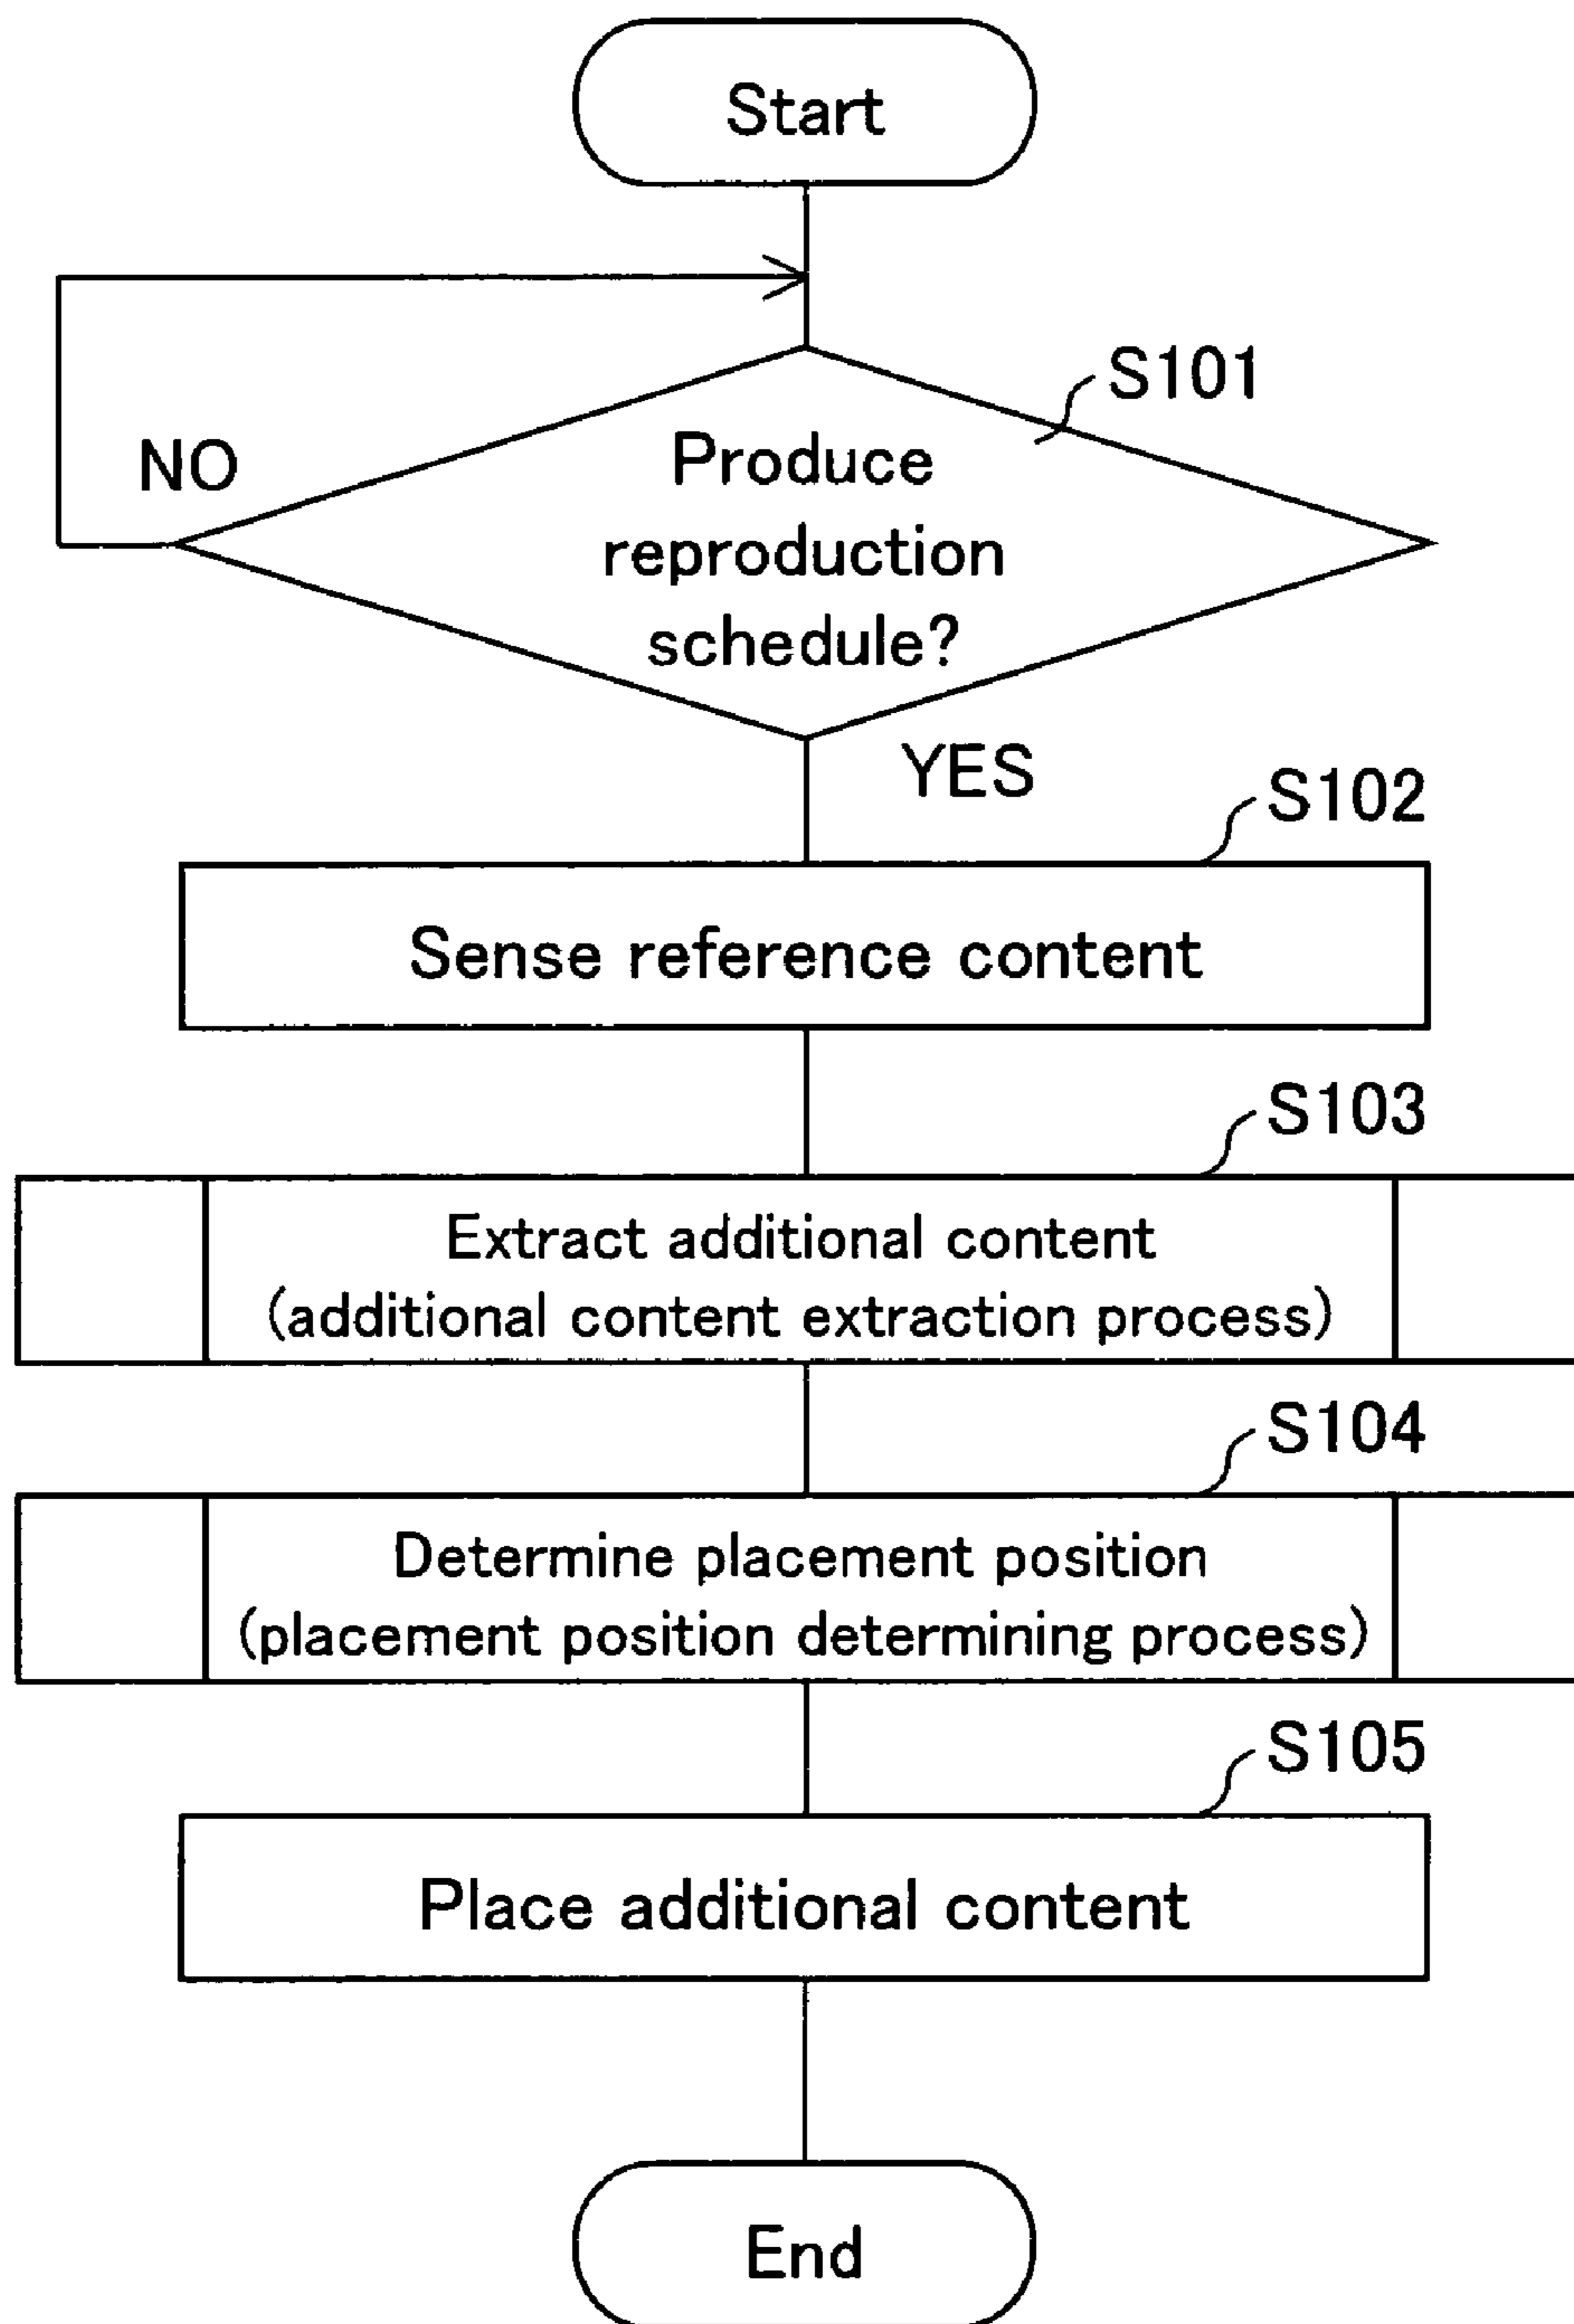 Start
S101
NO
Produce
reproduction
schedule?
YES
S102
Sense reference content
S103
Extract additional content
(additional content extraction process)
S104
Determine placement position
(placement position determining process)
S105
Place additional content
End